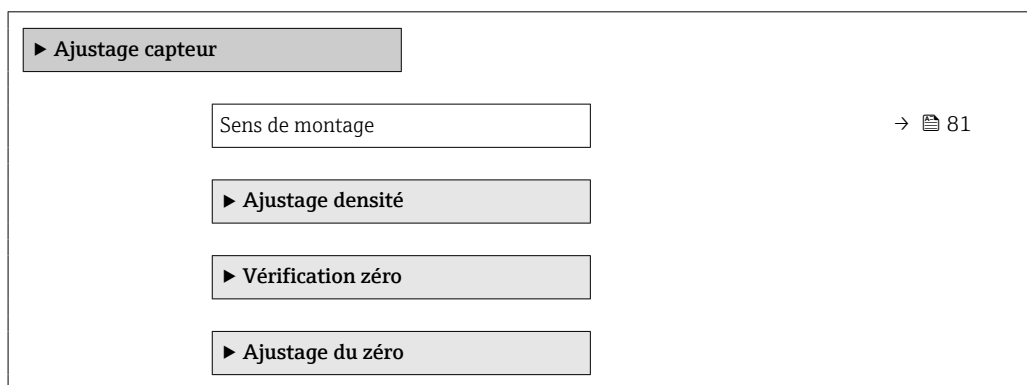 ▶ Ajustage capteur
Sens de montage → 81
▶ Ajustage densité
▶ Vérification zéro
▶ Ajustage du zéro